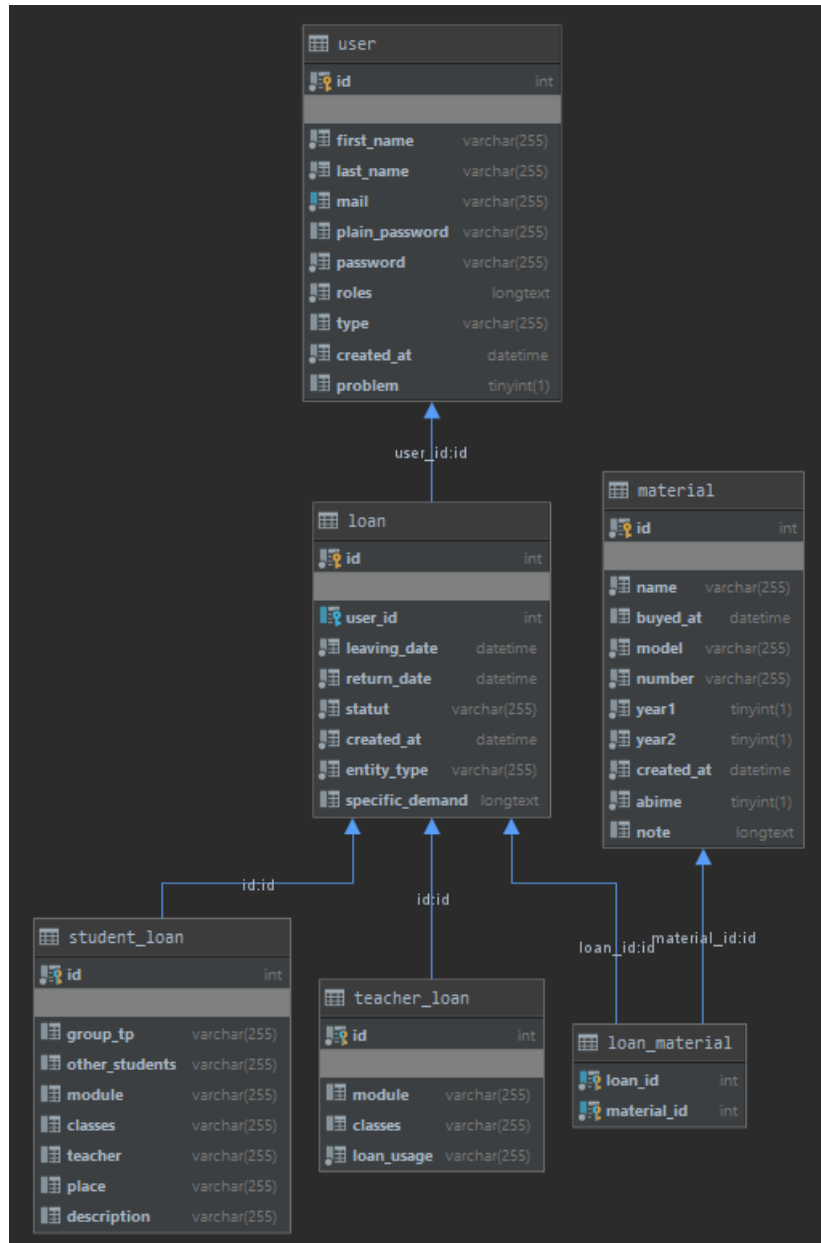 user
id int
first_name varchar(255)
last_name varchar(255)
mail varchar(255)
plain_password varchar(255)
password varchar(255)
roles longtext
type varchar(255)
created_at datetime
problem tinyint(1)
user_id:id
loan
id int
user_id int
leaving_date datetime
return_date datetime
statut varchar(255)
created_at datetime
entity_type varchar(255)
specific_demand longtext
material
id int
name varchar(255)
buyed_at datetime
model varchar(255)
number varchar(255)
year1 tinyint(1)
year2 tinyint(1)
created_at datetime
abime tinyint(1)
note longtext
id:id
id:id
loan_id:id
material_id:id
student_loan
id int
group_tp varchar(255)
other_students varchar(255)
module varchar(255)
classes varchar(255)
teacher varchar(255)
place varchar(255)
description varchar(255)
teacher_loan
id int
module varchar(255)
classes varchar(255)
loan_usage varchar(255)
loan_material
loan_id int
material_id int